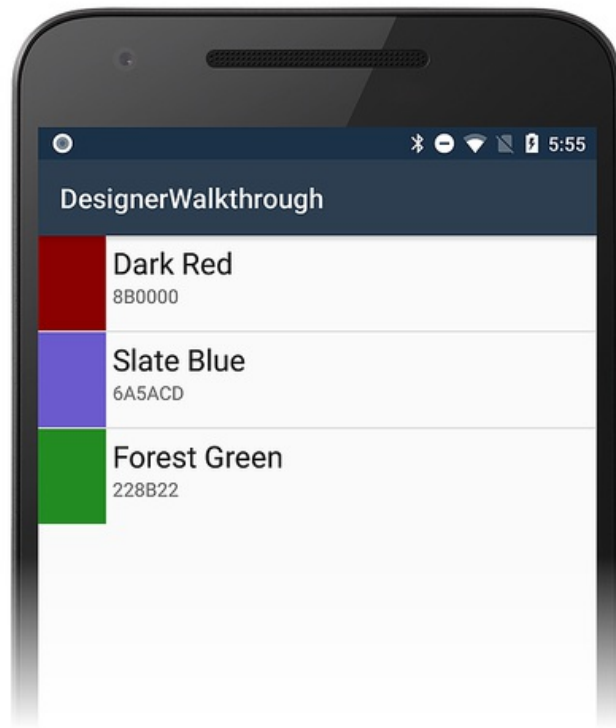 5:55
DesignerWalkthrough
Dark Red
8B0000
Slate Blue
6A5ACD
Forest Green
228B22